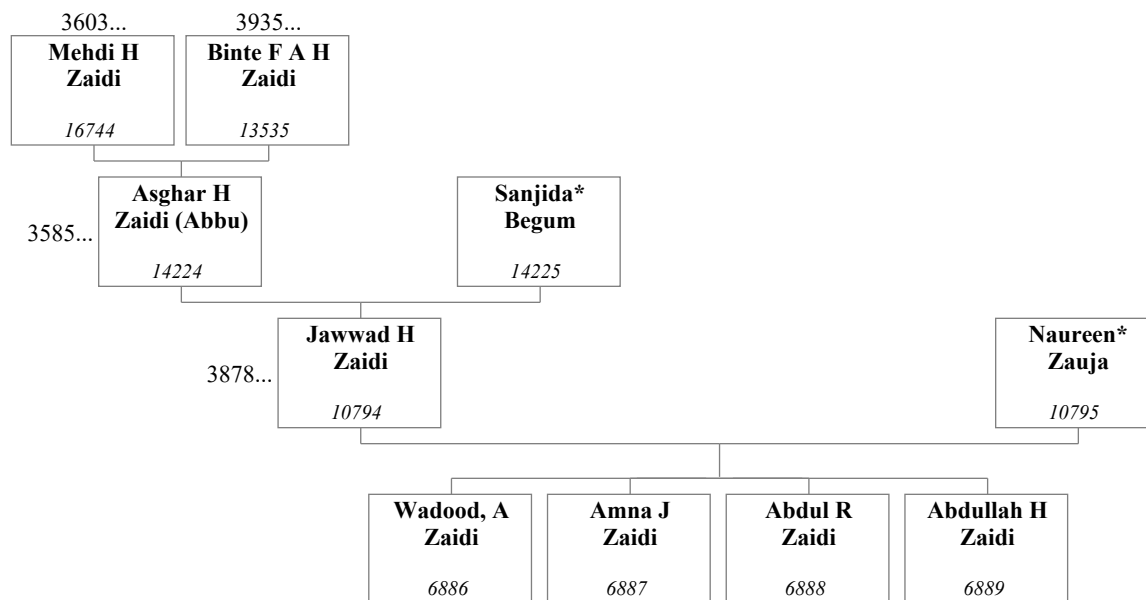 3603...
3935...
Mehdi H
Zaidi
16744
Binte F A H
Zaidi
13535
Asghar H
Zaidi (Abbu)
14224
3585...
Sanjida*
Begum
14225
Jawwad H
Zaidi
10794
3878...
Naureen*
Zauja
10795
Wadood, A
Zaidi
6886
Amna J
Zaidi
6887
Abdul R
Zaidi
6888
Abdullah H
Zaidi
6889